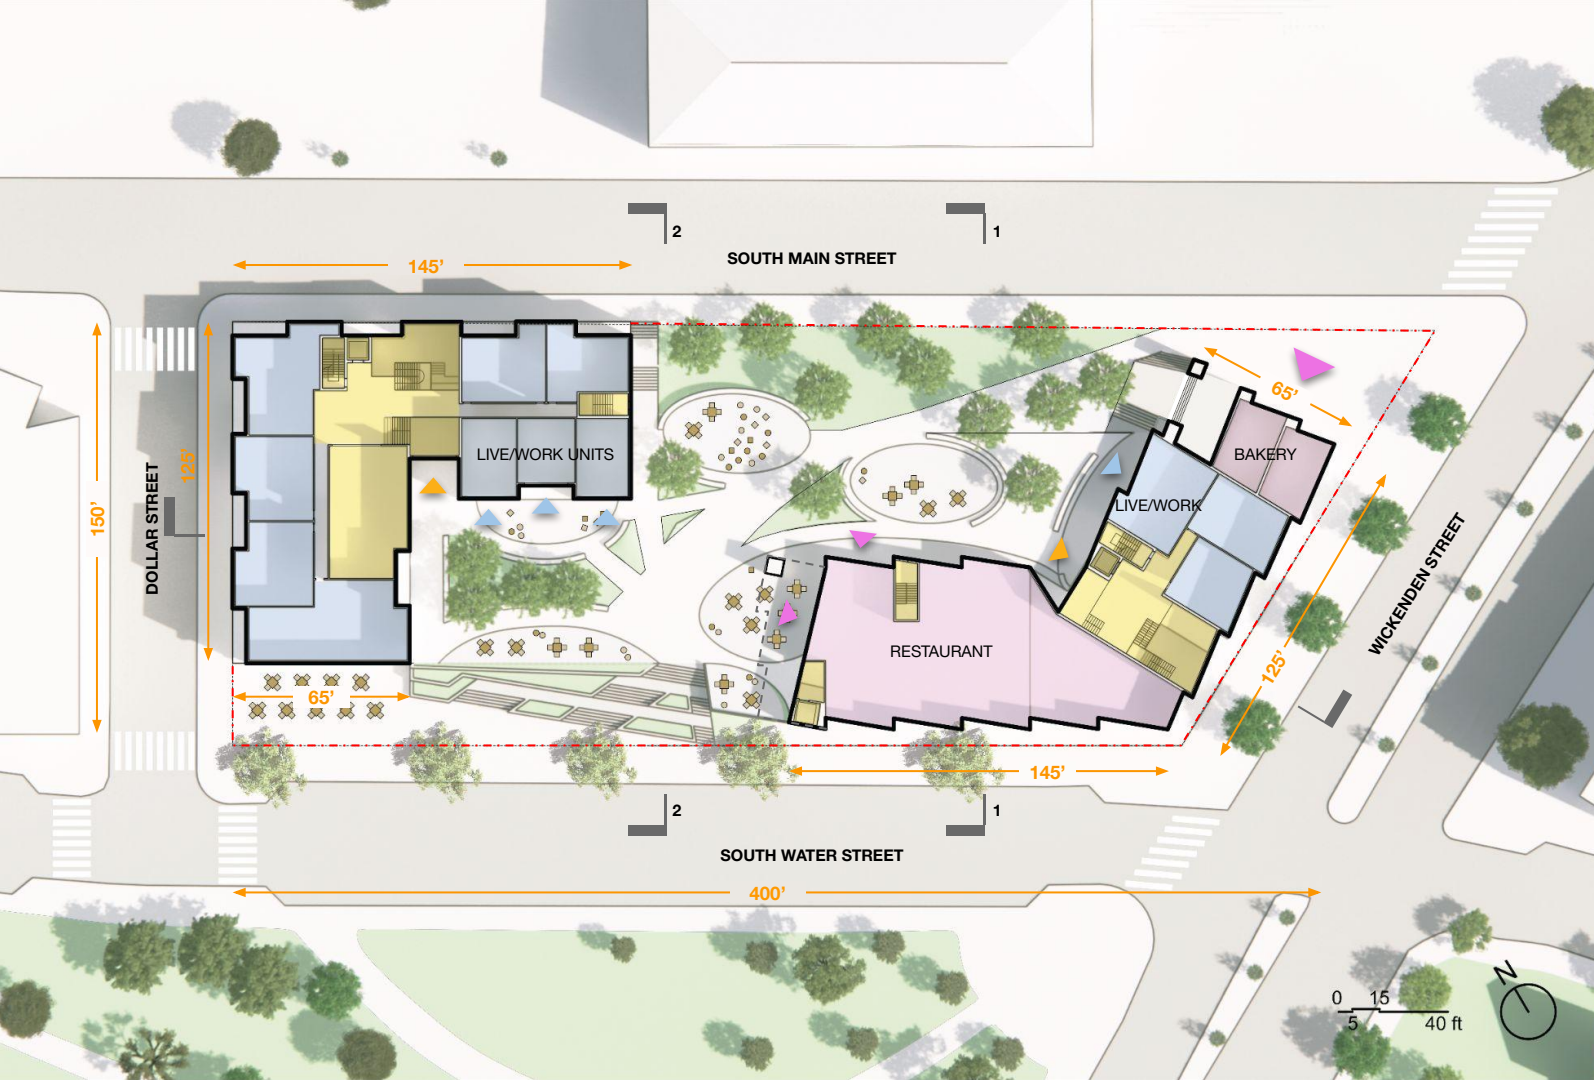 2
1
SOUTH MAIN STREET
145’
65’
BAKERY
LIVE/WORK UNITS
125’
150’
DOLLAR STREET
LIVE/WORK
WICKENDEN STREET
RESTAURANT
125’
65’
145’
2
1
SOUTH WATER STREET
400’
N
0 15
5 40 ft